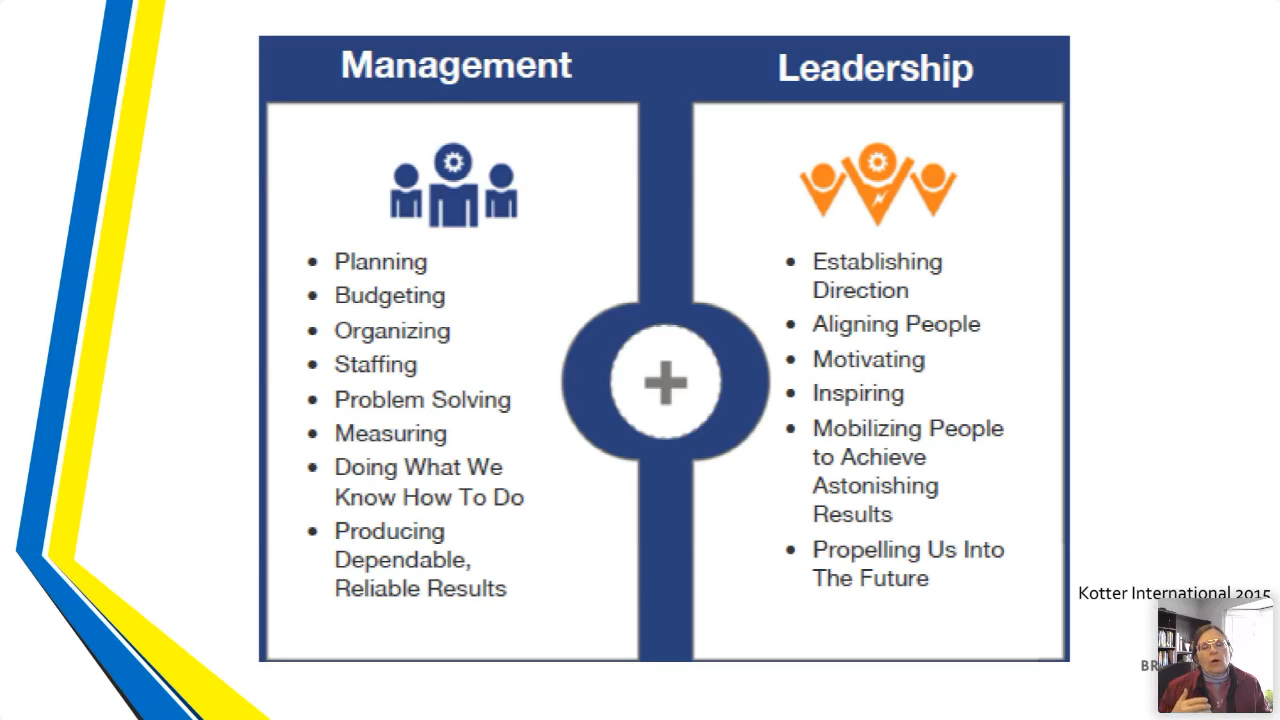 Management
Leadership
• Planning
• Budgeting
• Organizing
• Staffing
• Problem Solving
• Measuring
• Doing What We
Know How To Do
• Producing
Dependable,
Reliable Results
• Establishing
Direction
• Aligning People
• Motivating
• Inspiring
• Mobilizing People
to Achieve
Astonishing
Results
• Propelling Us Into
The Future
+
Kotter International 2015